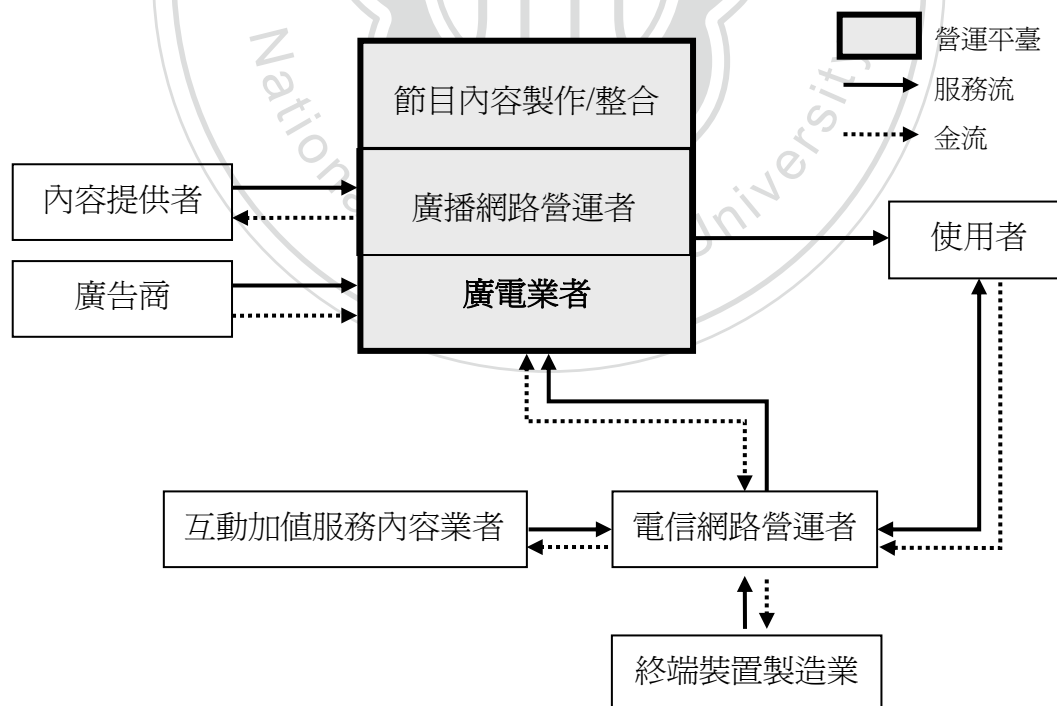 營運平臺
服務流
金流
節目內容製作/整合
廣播網路營運者
廣電業者
內容提供者
廣告商
使用者
互動加值服務內容業者
電信網路營運者
終端裝置製造業
National
University